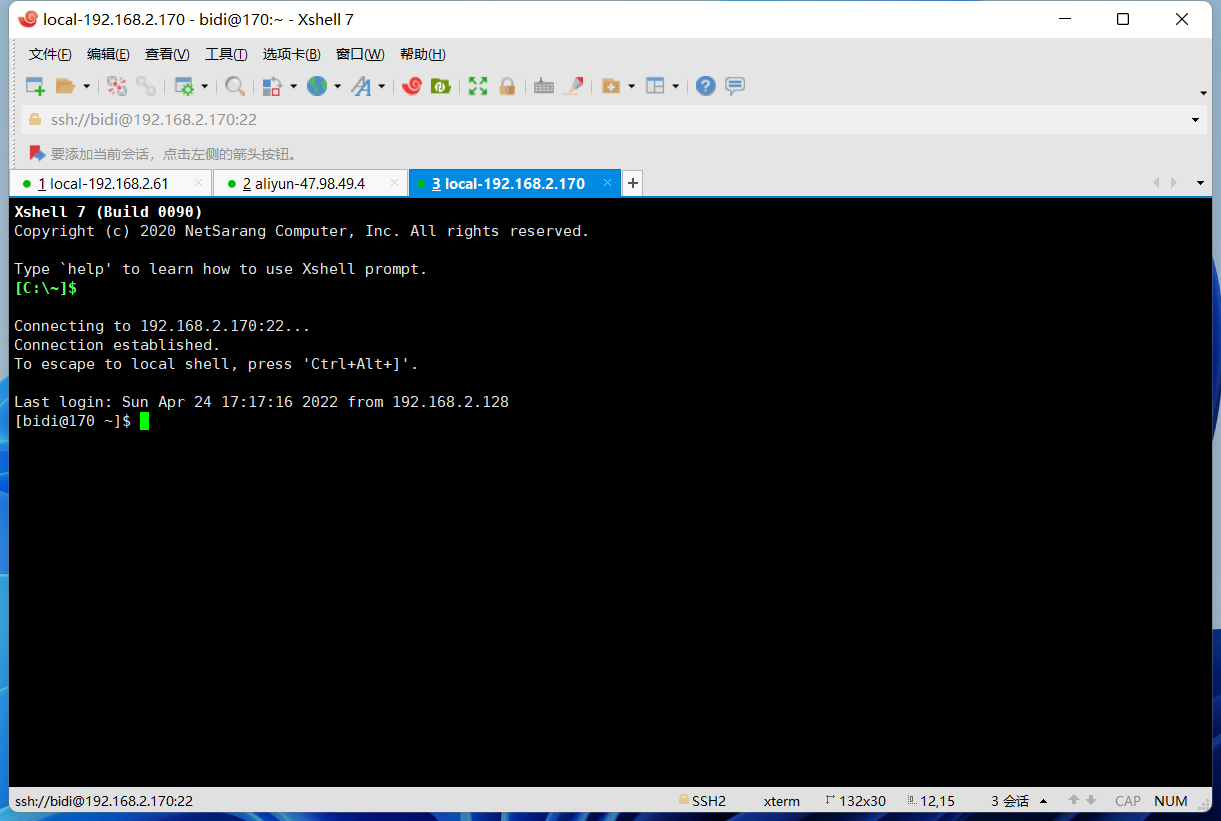 local-192.168.2.170 - bidi@170:~ - Xshell 7
文件(F) 编辑(E) 查看(V) 工具(T) 选项卡(B) 窗口(W) 帮助(H)
ssh://bidi@192.168.2.170:22
要添加当前会话，点击左侧的箭头按钮。
1 local-192.168.2.61 2 aliyun-47.98.49.4 3 local-192.168.2.170
Xshell 7 (Build 0090)
Copyright (c) 2020 NetSarang Computer, Inc. All rights reserved.
Type `help' to learn how to use Xshell prompt.
[C:\~]$
Connecting to 192.168.2.170:22...
Connection established.
To escape to local shell, press 'Ctrl+Alt+]'.
Last login: Sun Apr 24 17:17:16 2022 from 192.168.2.128
[bidi@170 ~]$
ssh://bidi@192.168.2.170:22 SSH2 xterm 132x30 12,15 3 会话 CAP NUM